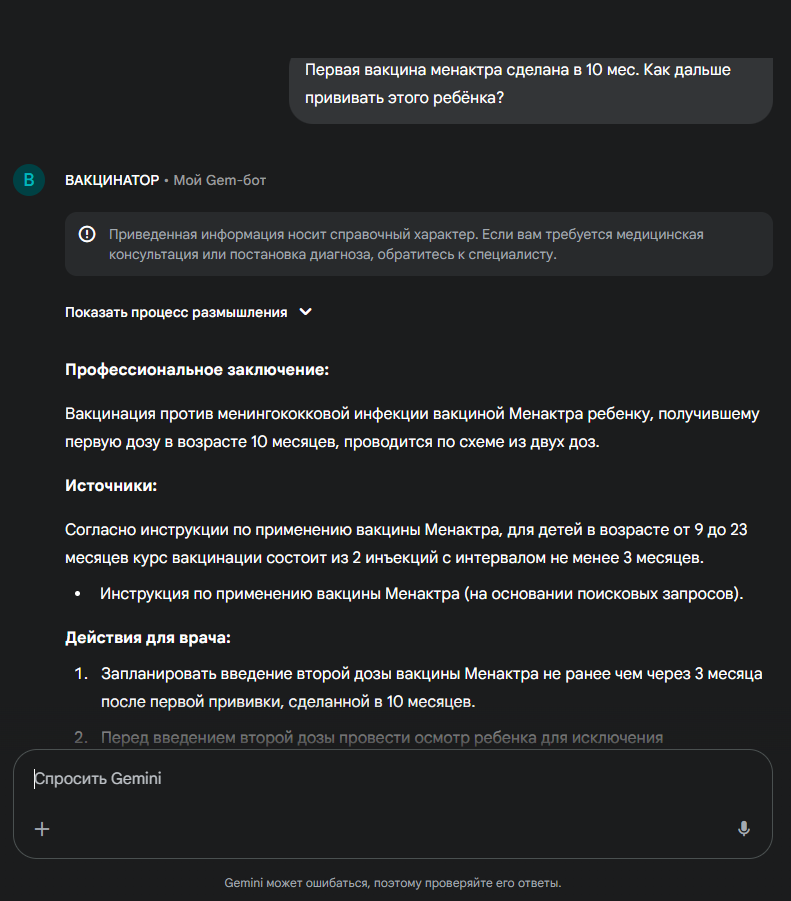 Первая вакцина менактра сделана в 10 мес. Как дальше
прививать этого ребёнка?
В
ВАКЦИНАТОР • Мой Gem-бот
Приведенная информация носит справочный характер. Если вам требуется медицинская
консультация или постановка диагноза, обратитесь к специалисту.
Показать процесс размышления
Профессиональное заключение:
Вакцинация против менингококковой инфекции вакциной Менактра ребенку, получившему
первую дозу в возрасте 10 месяцев, проводится по схеме из двух доз.
Источники:
Согласно инструкции по применению вакцины Менактра, для детей в возрасте от 9 до 23
месяцев курс вакцинации состоит из 2 инъекций с интервалом не менее 3 месяцев.
• Инструкция по применению вакцины Менактра (на основании поисковых запросов).
Действия для врача:
1. Запланировать введение второй дозы вакцины Менактра не ранее чем через 3 месяца
после первой прививки, сделанной в 10 месяцев.
2. Перед введением второй дозы провести осмотр ребенка для исключения
Спросить Gemini
Gemini может ошибаться, поэтому проверяйте его ответы.